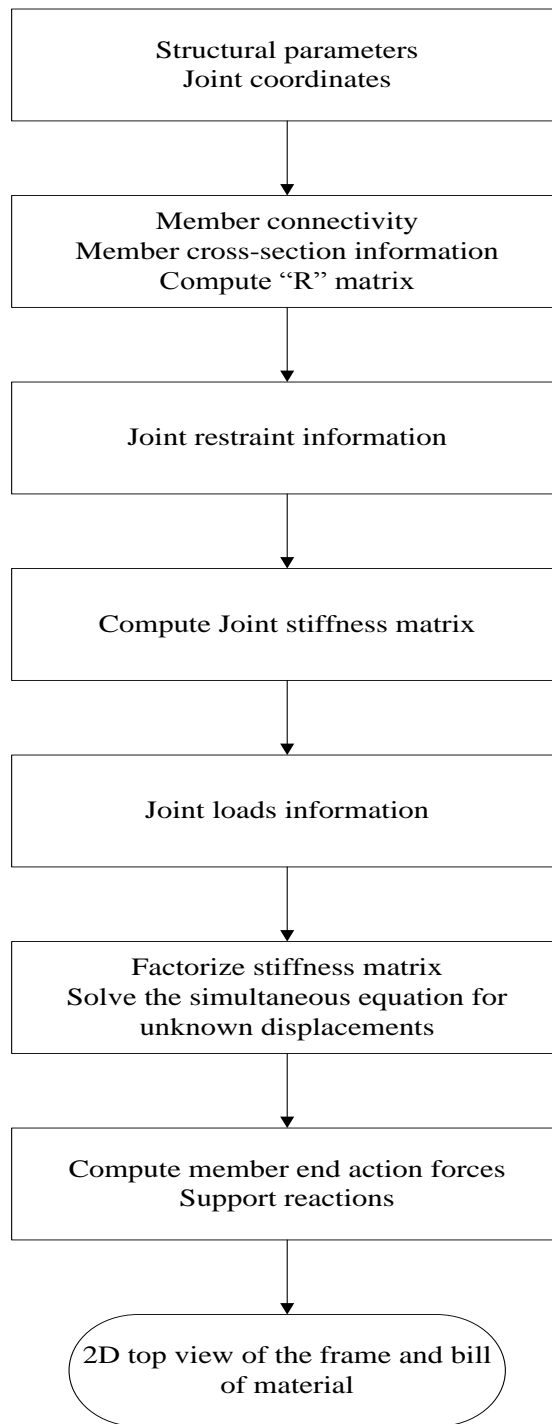 Structural parameters
Joint coordinates
Member connectivity
Member cross-section information
Compute “R” matrix
Joint restraint information
Compute Joint stiffness matrix
Joint loads information
Factorize stiffness matrix
Solve the simultaneous equation for
unknown displacements
Compute member end action forces
Support reactions
2D top view of the frame and bill
of material